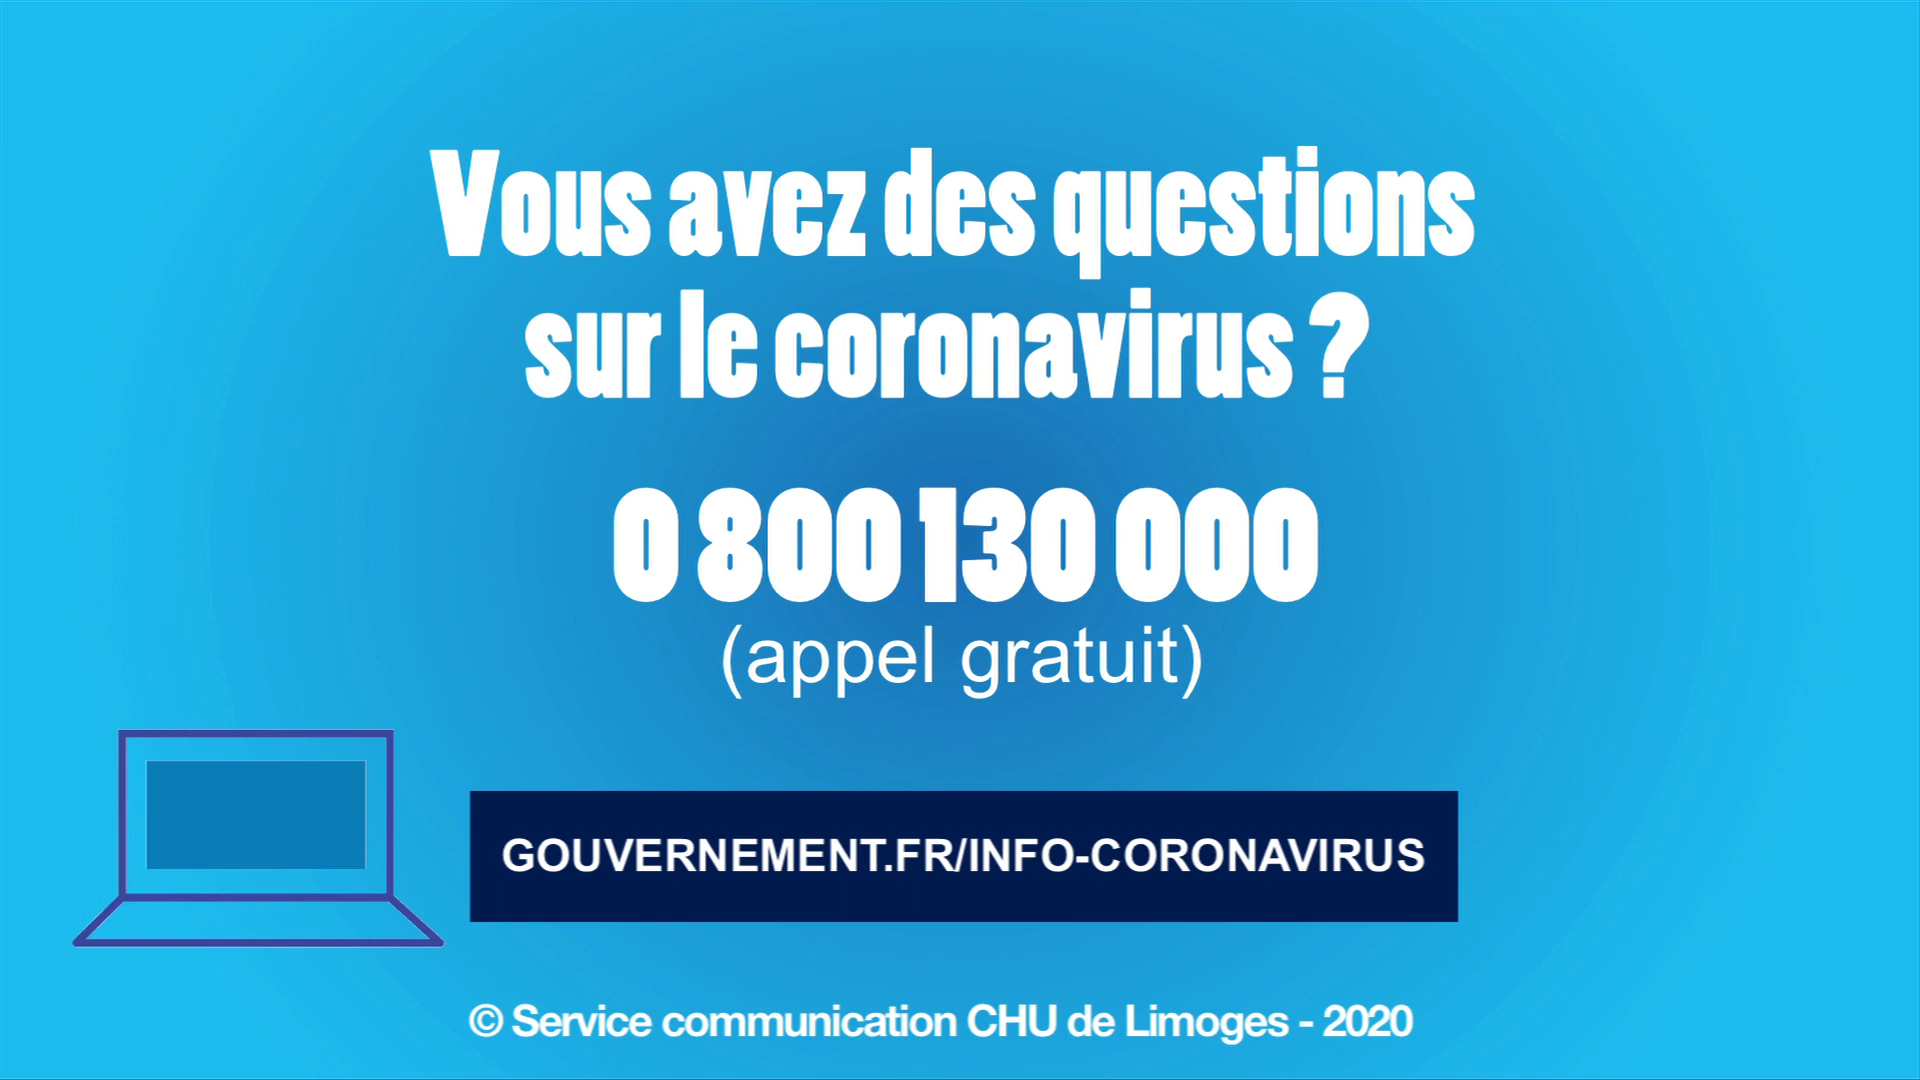 Vous avez des questions
sur le coronavirus ?
0 800 130 000
(appel gratuit)
GOUVERNEMENT.FR/INFO-CORONAVIRUS
© Service communication CHU de Limoges - 2020